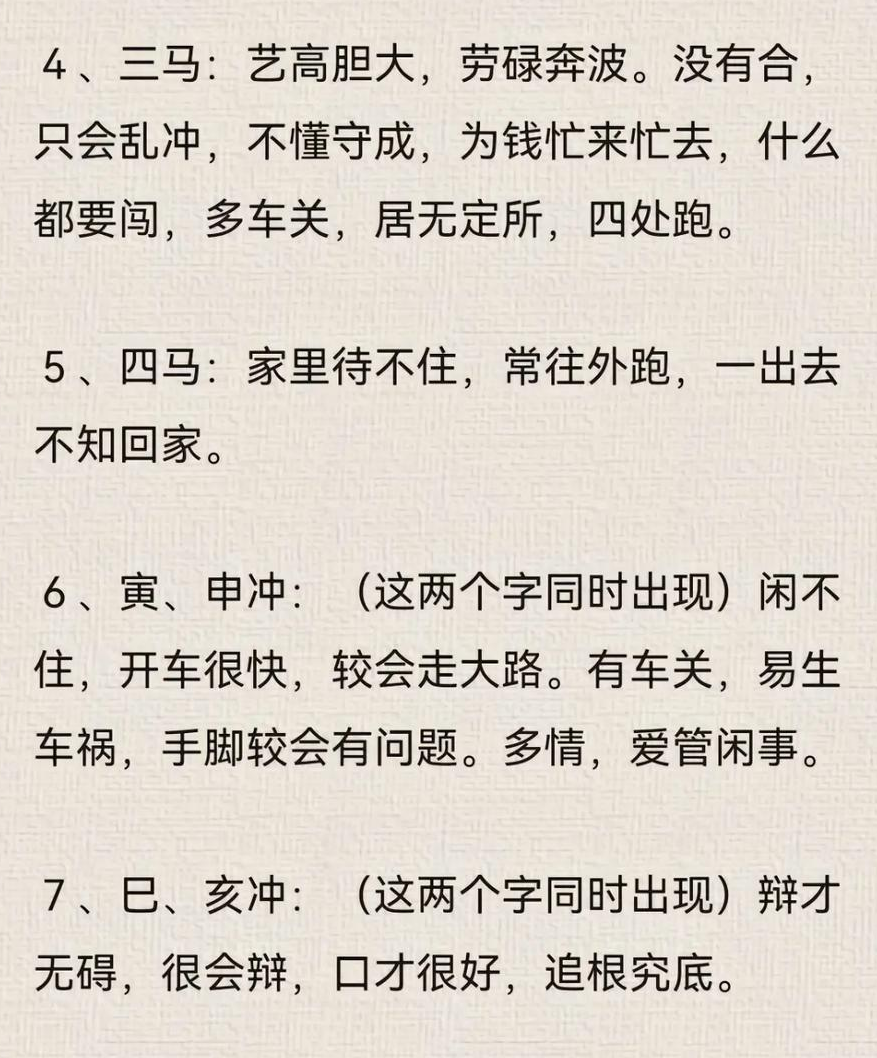 4、三马：艺高胆大，劳碌奔波。没有合，
只会乱冲，不懂守成，为钱忙来忙去，什么
都要闯，多车关，居无定所，四处跑。
5、四马：家里待不住，常往外跑，一出去
不知回家。
6、寅、申冲：（这两个字同时出现）闲不
住，开车很快，较会走大路。有车关，易生
车祸，手脚较会有问题。多情，爱管闲事。
7、巳、亥冲：（这两个字同时出现）辩才
无碍，很会辩，口才很好，追根究底。